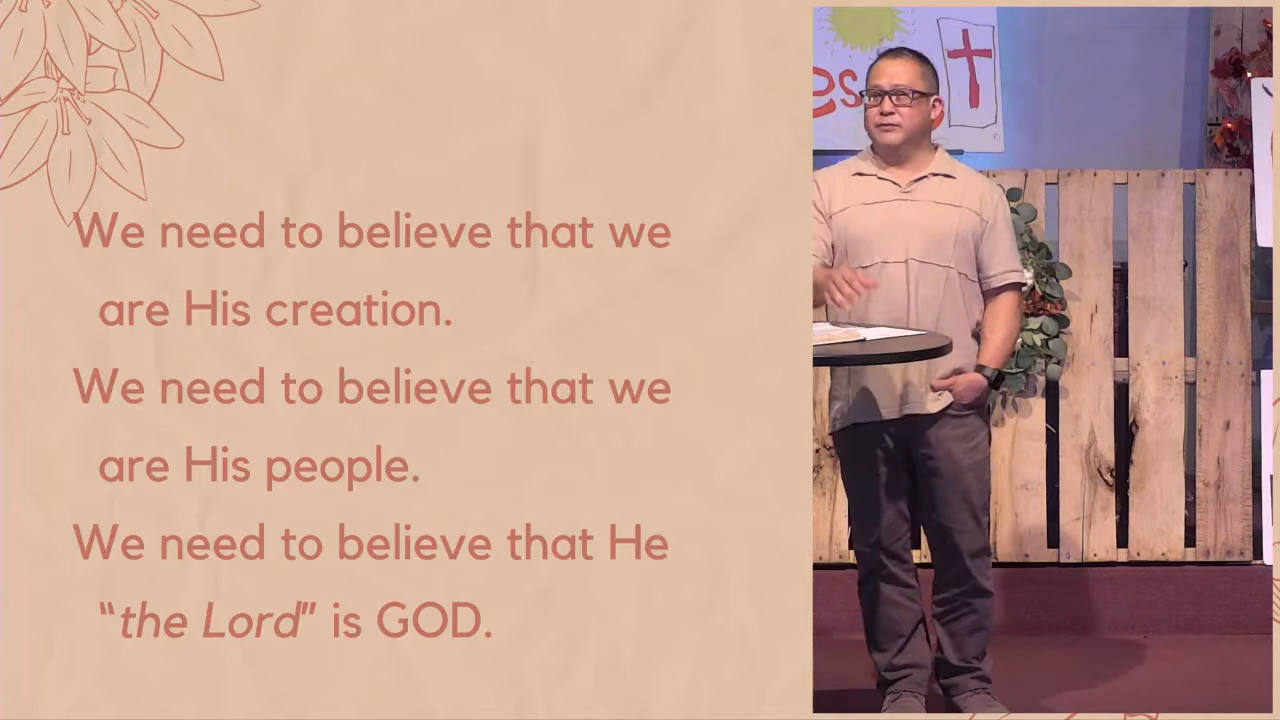 We need to believe that we
are His creation.
We need to believe that we
are His people.
We need to believe that He
“the Lord” is GOD.
es